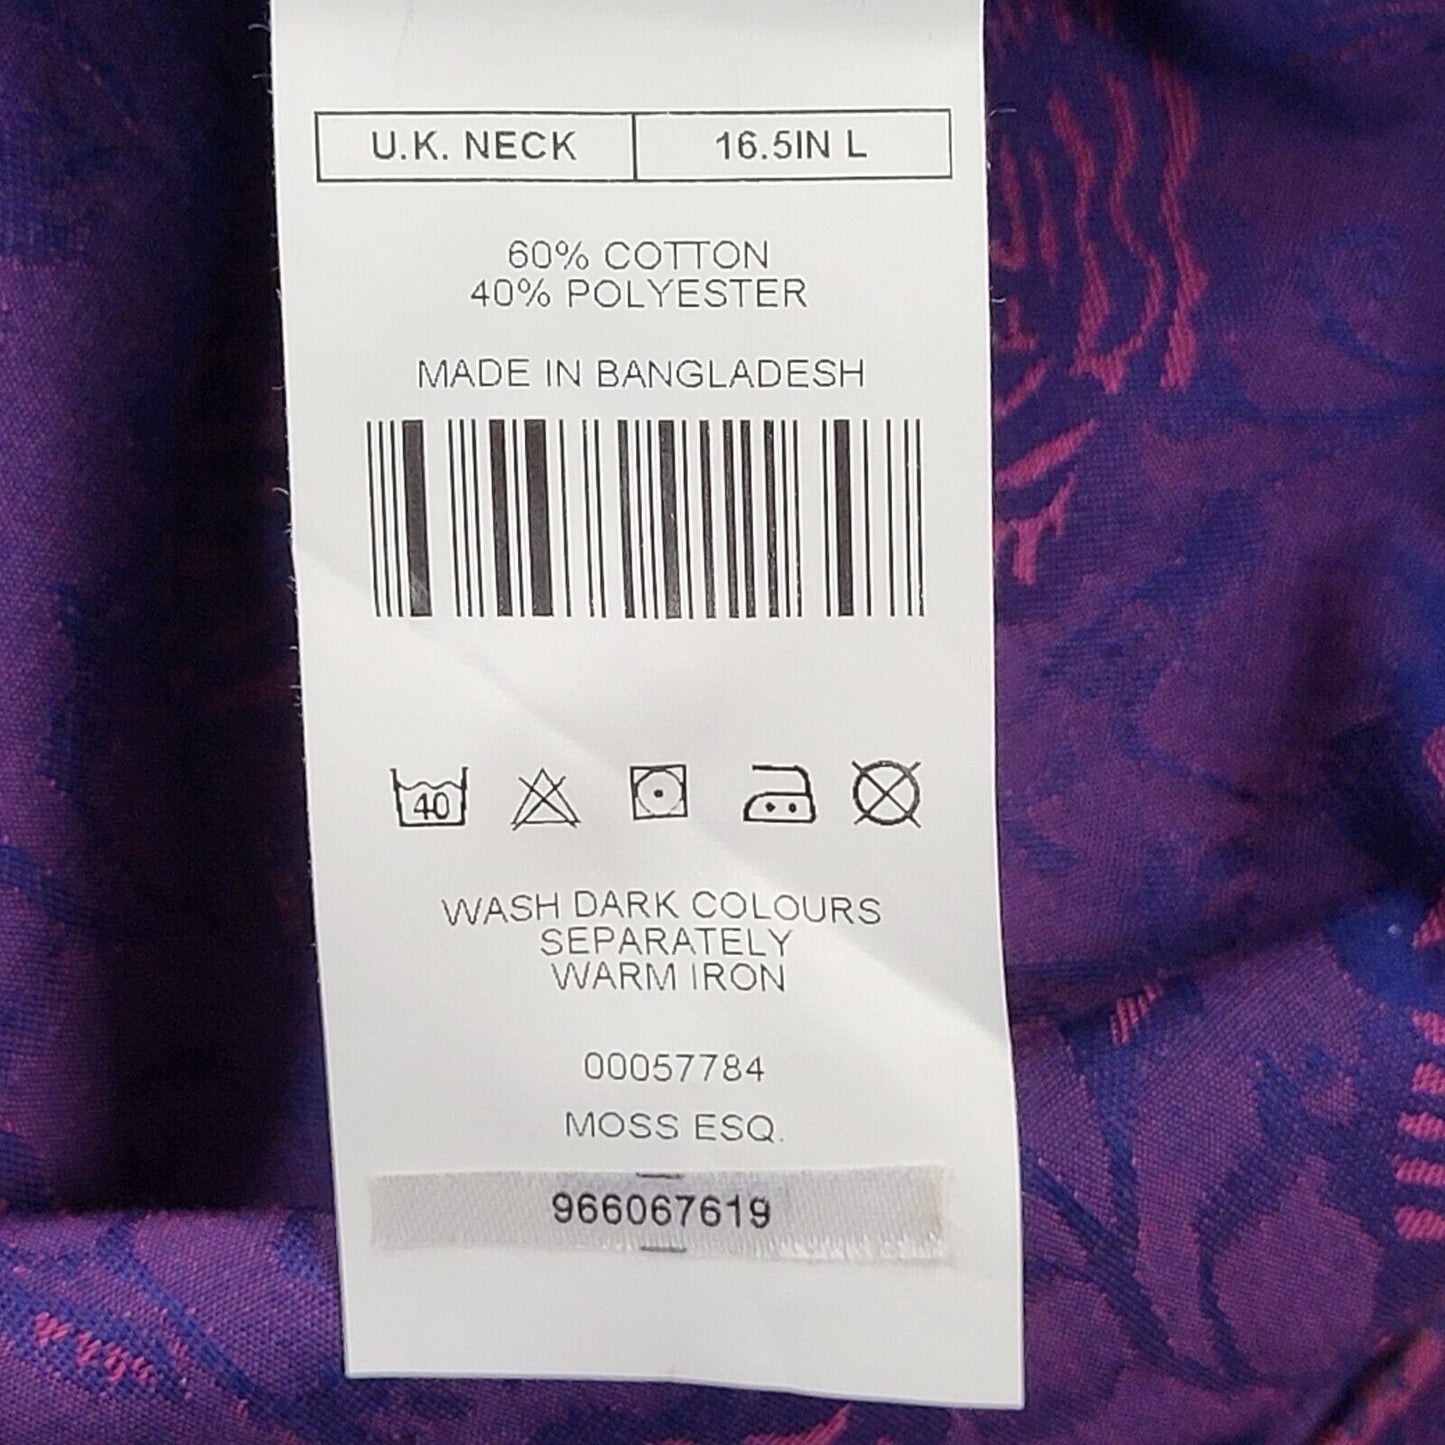 U.K. NECK 16.5IN L
60% COTTON
40% POLYESTER
MADE IN BANGLADESH
40
WASH DARK COLOURS
SEPARATELY
WARM IRON
00057784
MOSS ESQ.
966067619